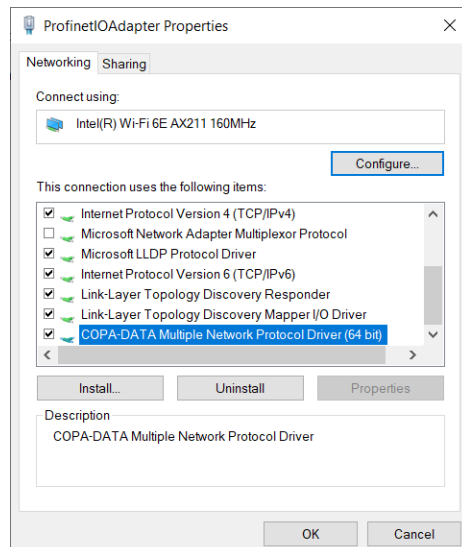 ProfinetIOAdapter Properties
Networking
Sharing
Connect using:
Intel(R) Wi-Fi 6E AX211 160MHz
Configure...
This connection uses the following items:
Internet Protocol Version 4 (TCP/IPv4)
Microsoft Network Adapter Multiplexor Protocol
Microsoft LLDP Protocol Driver
Internet Protocol Version 6 (TCP/IPv6)
Link-Layer Topology Discovery Responder
Link-Layer Topology Discovery Mapper I/O Driver
COPA-DATA Multiple Network Protocol Driver (64 bit)
Install...
Uninstall
Properties
Description
COPA-DATA Multiple Network Protocol Driver
OK
Cancel